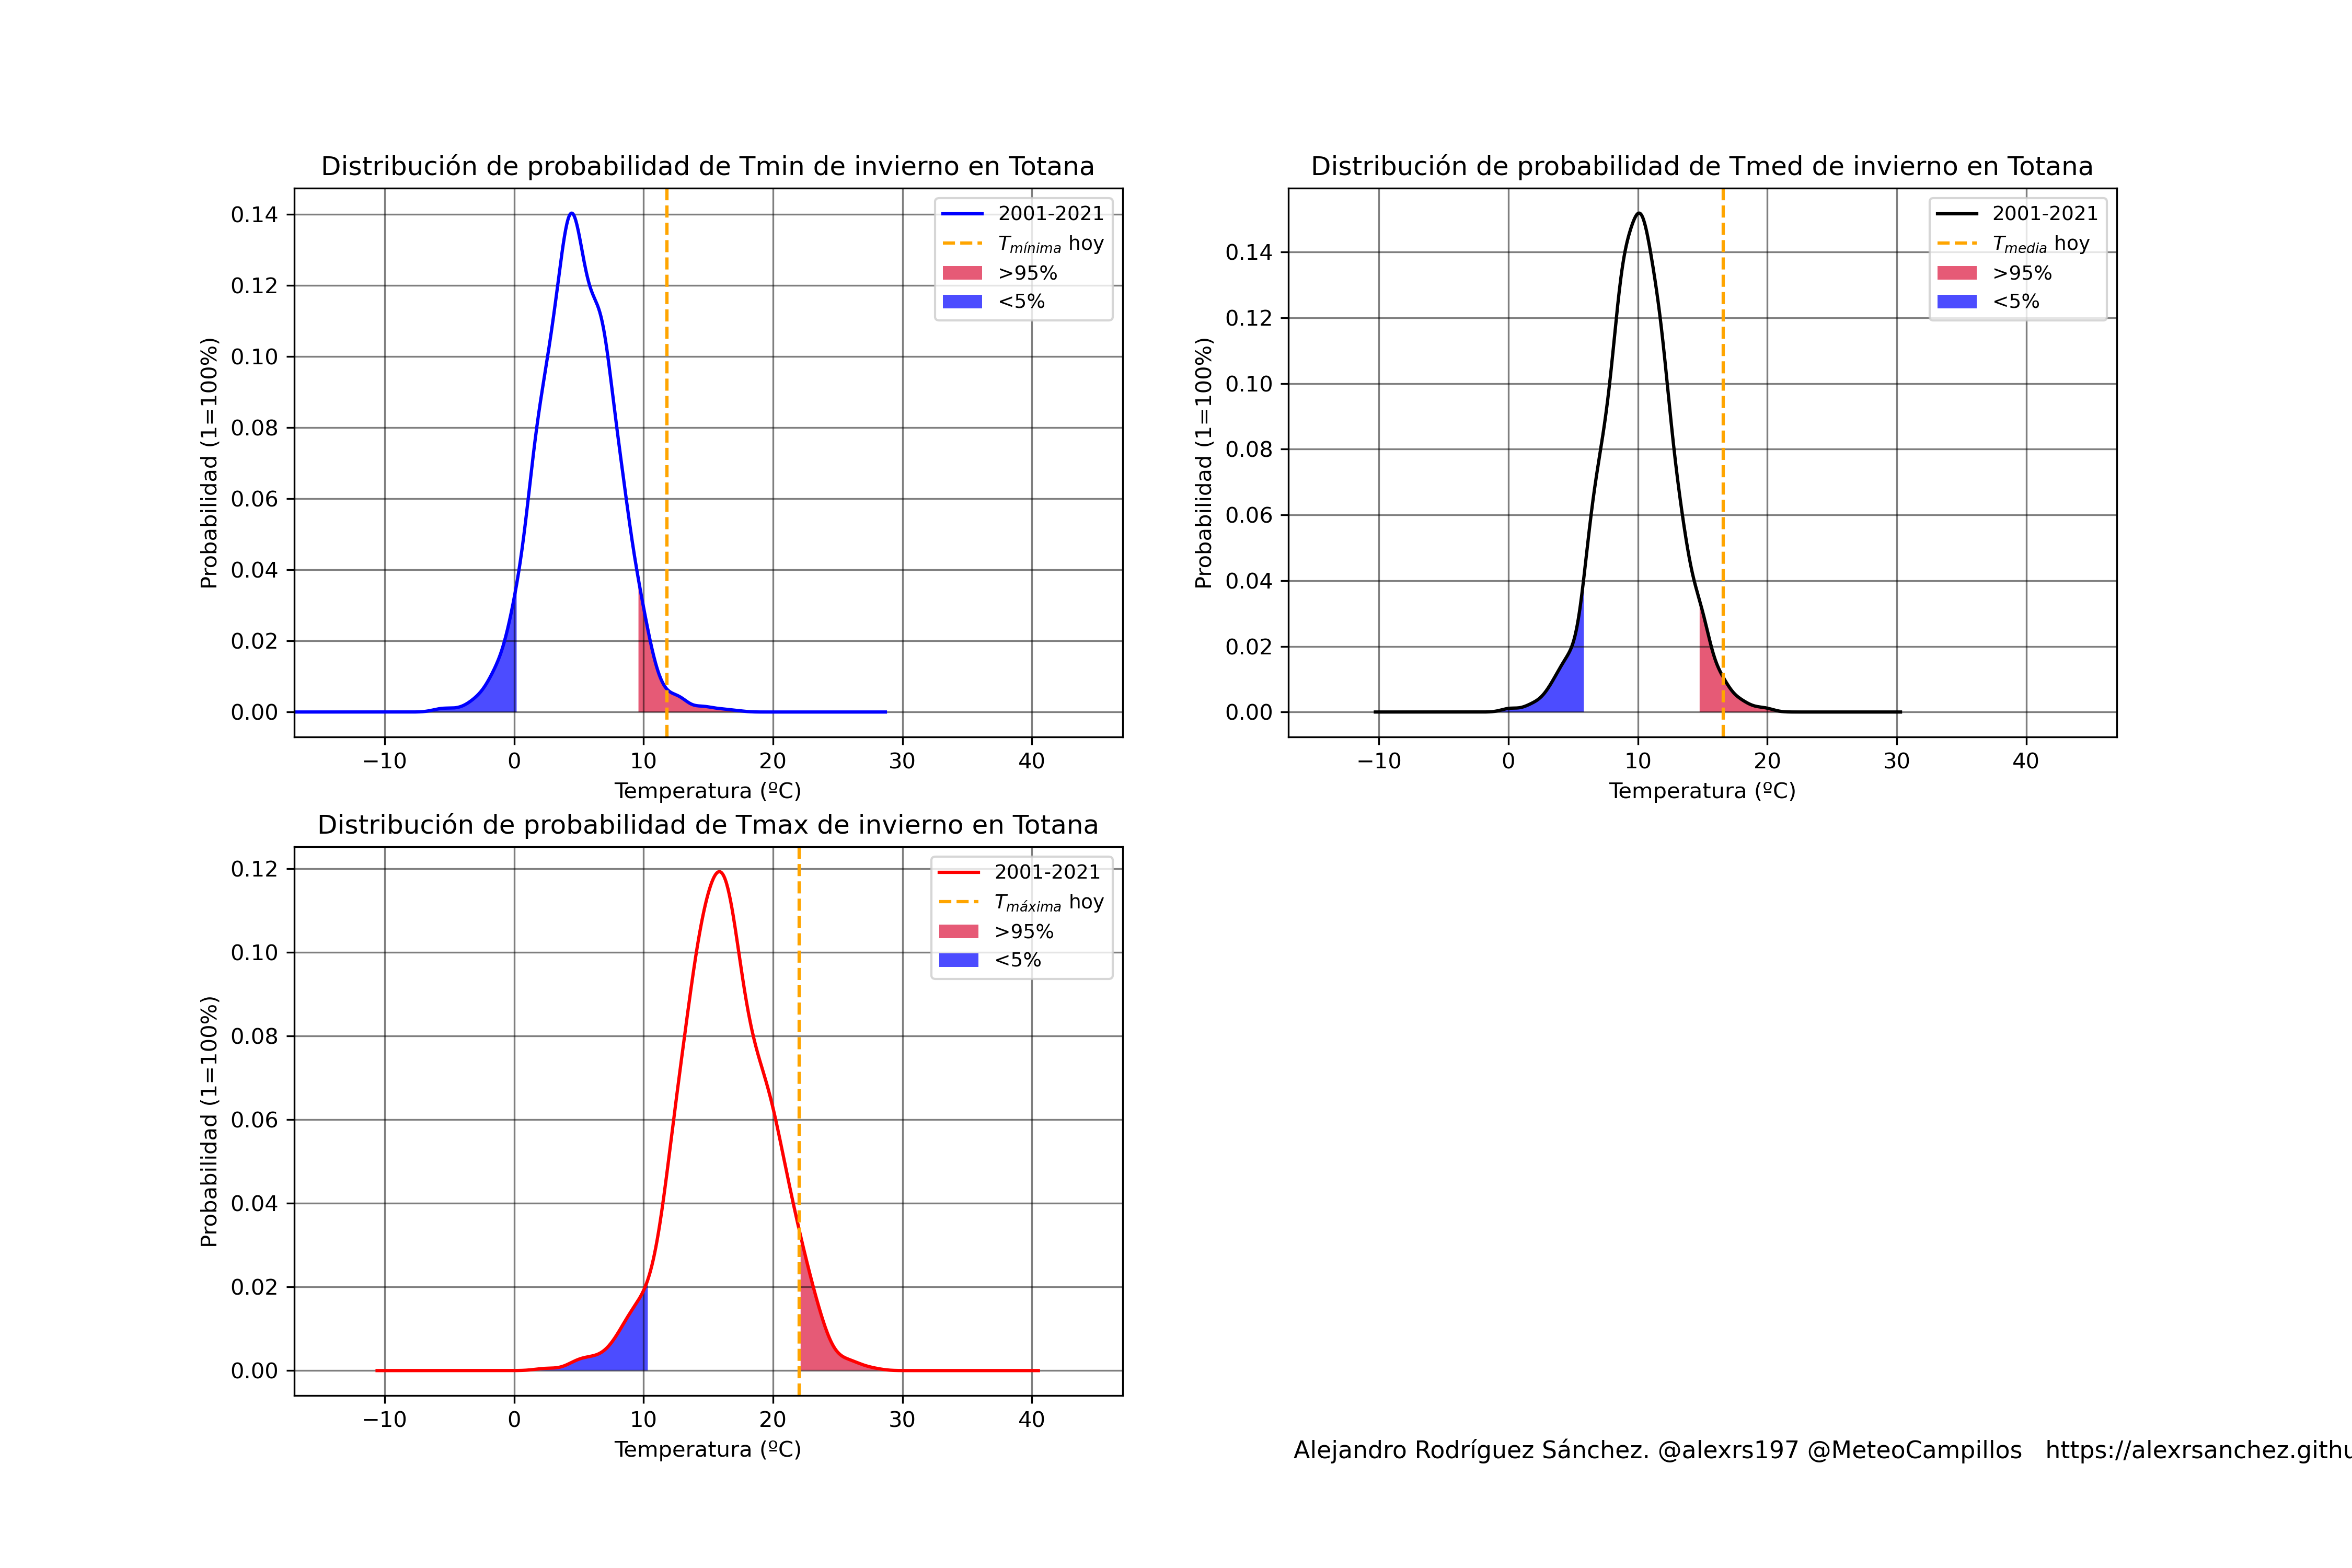 Distribución de probabilidad de Tmin de invierno en Totana
0.14
0.12
0.10
0.08
0.06
0.04
0.02
0.00
Probabilidad (1=100%)
2001-2021
Tmínima hoy
>95%
<5%
−10 0 10 20 30 40
Temperatura (ºC)
Distribución de probabilidad de Tmed de invierno en Totana
0.14
0.12
0.10
0.08
0.06
0.04
0.02
0.00
Probabilidad (1=100%)
2001-2021
Tmedia hoy
>95%
<5%
−10 0 10 20 30 40
Temperatura (ºC)
Distribución de probabilidad de Tmax de invierno en Totana
0.12
0.10
0.08
0.06
0.04
0.02
0.00
Probabilidad (1=100%)
2001-2021
Tmáxima hoy
>95%
<5%
−10 0 10 20 30 40
Temperatura (ºC)
Alejandro Rodríguez Sánchez. @alexrs197 @MeteoCampillos https://alexrsanchez.githu